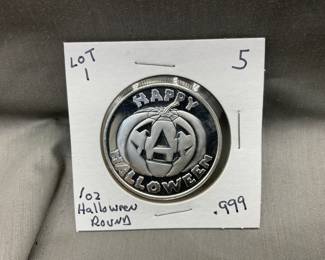 LOT 5
1
HAPPY
HALLOWEEN
1oz
Halloween
ROUND .999